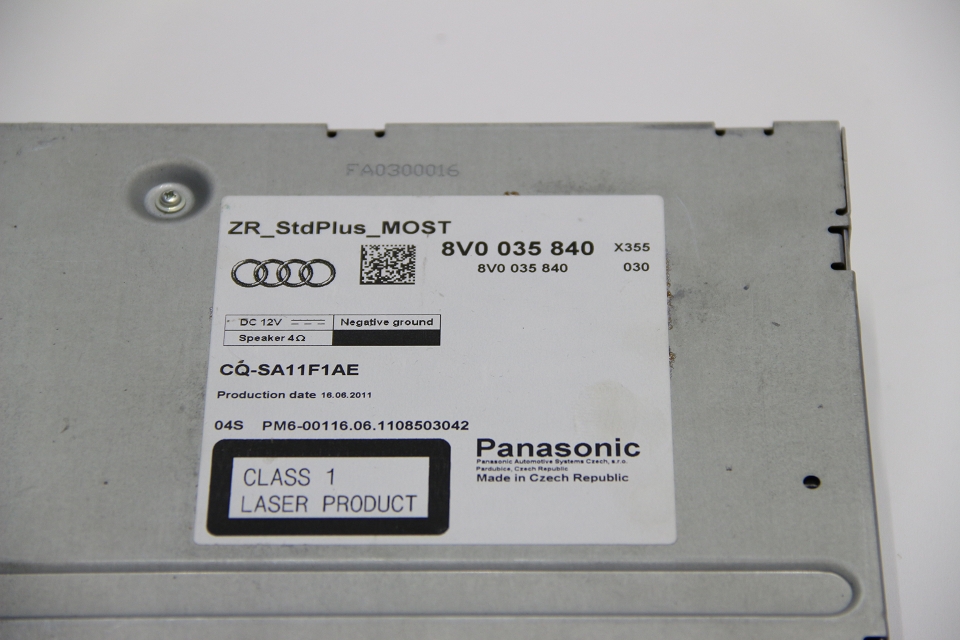 FA0300016
ZR_StdPlus_MOST
8V0 035 840 X355
8V0 035 840 030
DC 12V Negative ground
Speaker 4Ω
CQ-SA11F1AE
Production date 16.06.2011
04S PM6-00116.06.1108503042
Panasonic
Panasonic Automotive Systems Czech, s.r.o.
Pardubice, Czech Republic
Made in Czech Republic
CLASS 1
LASER PRODUCT